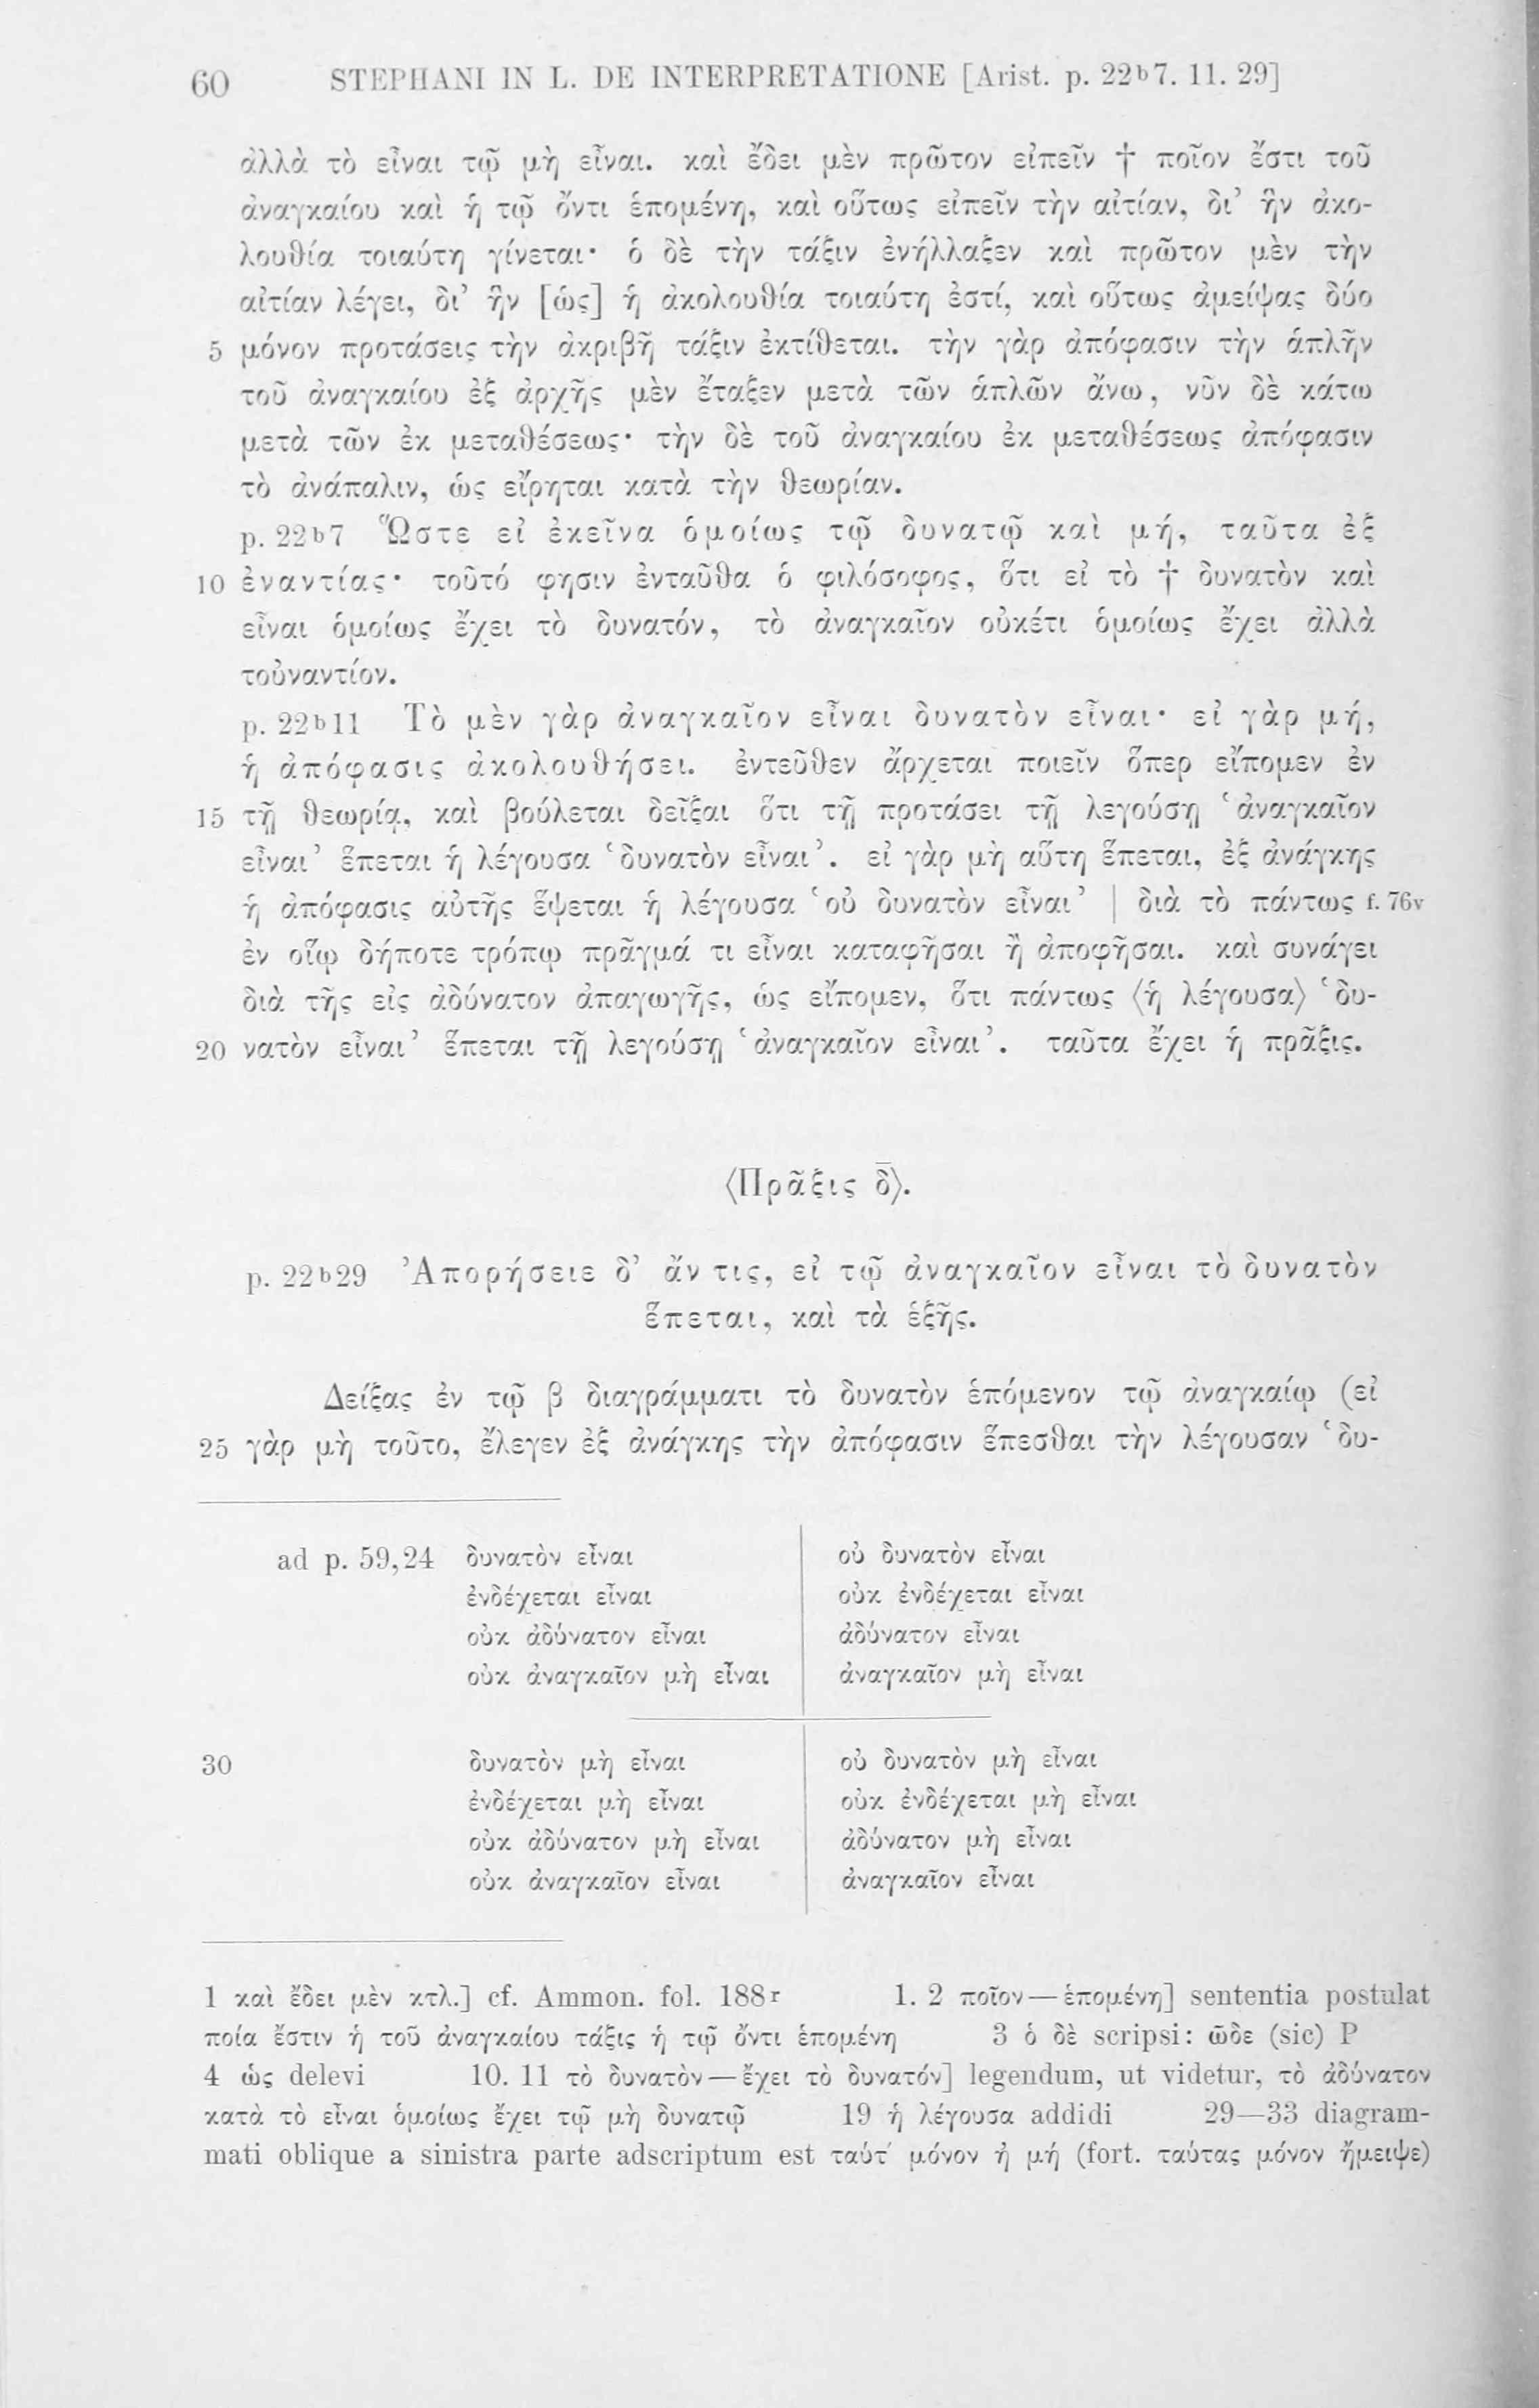 60 STEPHANI IN L. DE INTERPRETATIONE [Arist. p. 22b7. 11. 29]
ἀλλὰ τὸ εἶναι τῷ μὴ εἶναι. καὶ ἔδει μὲν πρῶτον εἰπεῖν † ποῖον ἔστι τοῦ
ἀναγκαίου καὶ ἡ τῷ ὄντι ἑπομένη, καὶ οὕτως εἰπεῖν τὴν αἰτίαν, δι’ ἣν ἀκο-
λουθία τοιαύτη γίνεται· ὁ δὲ τὴν τάξιν ἐνήλλαξεν καὶ πρῶτον μὲν τὴν
αἰτίαν λέγει, δι’ ἣν [ὡς] ἡ ἀκολουθία τοιαύτη ἐστί, καὶ οὕτως ἀμείψας δύο
5 μόνον προτάσεις τὴν ἀκριβῆ τάξιν ἐκτίθεται. τὴν γὰρ ἀπόφασιν τὴν ἁπλῆν
τοῦ ἀναγκαίου ἐξ ἀρχῆς μὲν ἔταξεν μετὰ τῶν ἁπλῶν ἄνω, νῦν δὲ κάτω
μετὰ τῶν ἐκ μεταθέσεως· τὴν δὲ τοῦ ἀναγκαίου ἐκ μεταθέσεως ἀπόφασιν
τὸ ἀνάπαλιν, ὡς εἴρηται κατὰ τὴν θεωρίαν.
p. 22b7 Ὥστε εἰ ἐκεῖνα ὁμοίως τῷ δυνατῷ καὶ μή, ταῦτα ἐξ
10 ἐναντίας· τοῦτό φησιν ἐνταῦθα ὁ φιλόσοφος, ὅτι εἰ τὸ † δυνατὸν καὶ
εἶναι ὁμοίως ἔχει τὸ δυνατόν, τὸ ἀναγκαῖον οὐκέτι ὁμοίως ἔχει ἀλλὰ
τοὐναντίον.
p. 22b11 Τὸ μὲν γὰρ ἀναγκαῖον εἶναι δυνατὸν εἶναι· εἰ γὰρ μή,
ἡ ἀπόφασις ἀκολουθήσει. ἐντεῦθεν ἄρχεται ποιεῖν ὅπερ εἴπομεν ἐν
15 τῇ θεωρίᾳ, καὶ βούλεται δεῖξαι ὅτι τῇ προτάσει τῇ λεγούσῃ ‘ἀναγκαῖον
εἶναι’ ἕπεται ἡ λέγουσα ‘δυνατὸν εἶναι’. εἰ γὰρ μὴ αὕτη ἕπεται, ἐξ ἀνάγκης
ἡ ἀπόφασις αὐτῆς ἕψεται ἡ λέγουσα ‘οὐ δυνατὸν εἶναι’ | διὰ τὸ πάντως f. 76v
ἐν οἵῳ δήποτε τρόπῳ πρᾶγμά τι εἶναι καταφῆσαι ἢ ἀποφῆσαι. καὶ συνάγει
διὰ τῆς εἰς ἀδύνατον ἀπαγωγῆς, ὡς εἴπομεν, ὅτι πάντως ⟨ἡ λέγουσα⟩ ‘δυ-
20 νατὸν εἶναι’ ἕπεται τῇ λεγούσῃ ‘ἀναγκαῖον εἶναι’. ταῦτα ἔχει ἡ πρᾶξις.
⟨Πρᾶξις δ̅⟩.
p. 22b29 Ἀπορήσειε δ’ ἄν τις, εἰ τῷ ἀναγκαῖον εἶναι τὸ δυνατὸν
ἕπεται, καὶ τὰ ἑξῆς.
Δείξας ἐν τῷ β διαγράμματι τὸ δυνατὸν ἑπόμενον τῷ ἀναγκαίῳ (εἰ
25 γὰρ μὴ τοῦτο, ἔλεγεν ἐξ ἀνάγκης τὴν ἀπόφασιν ἕπεσθαι τὴν λέγουσαν ‘δυ-
ad p. 59,24 δυνατὸν εἶναι οὐ δυνατὸν εἶναι
ἐνδέχεται εἶναι οὐκ ἐνδέχεται εἶναι
οὐκ ἀδύνατον εἶναι ἀδύνατον εἶναι
οὐκ ἀναγκαῖον μὴ εἶναι ἀναγκαῖον μὴ εἶναι
30 δυνατὸν μὴ εἶναι οὐ δυνατὸν μὴ εἶναι
ἐνδέχεται μὴ εἶναι οὐκ ἐνδέχεται μὴ εἶναι
οὐκ ἀδύνατον μὴ εἶναι ἀδύνατον μὴ εἶναι
οὐκ ἀναγκαῖον εἶναι ἀναγκαῖον εἶναι
1 καὶ ἔδει μὲν κτλ.] cf. Ammon. fol. 188r 1. 2 ποῖον—ἑπομένη] sententia postulat
ποία ἔστιν ἡ τοῦ ἀναγκαίου τάξις ἡ τῷ ὄντι ἑπομένη 3 ὁ δὲ scripsi: ὧδε (sic) P
4 ὡς delevi 10. 11 τὸ δυνατὸν—ἔχει τὸ δυνατόν] legendum, ut videtur, τὸ ἀδύνατον
κατὰ τὸ εἶναι ὁμοίως ἔχει τῷ μὴ δυνατῷ 19 ἡ λέγουσα addidi 29—33 diagram-
mati oblique a sinistra parte adscriptum est ταύτ’ μόνον ἠ μή (fort. ταύτας μόνον ἤμειψε)